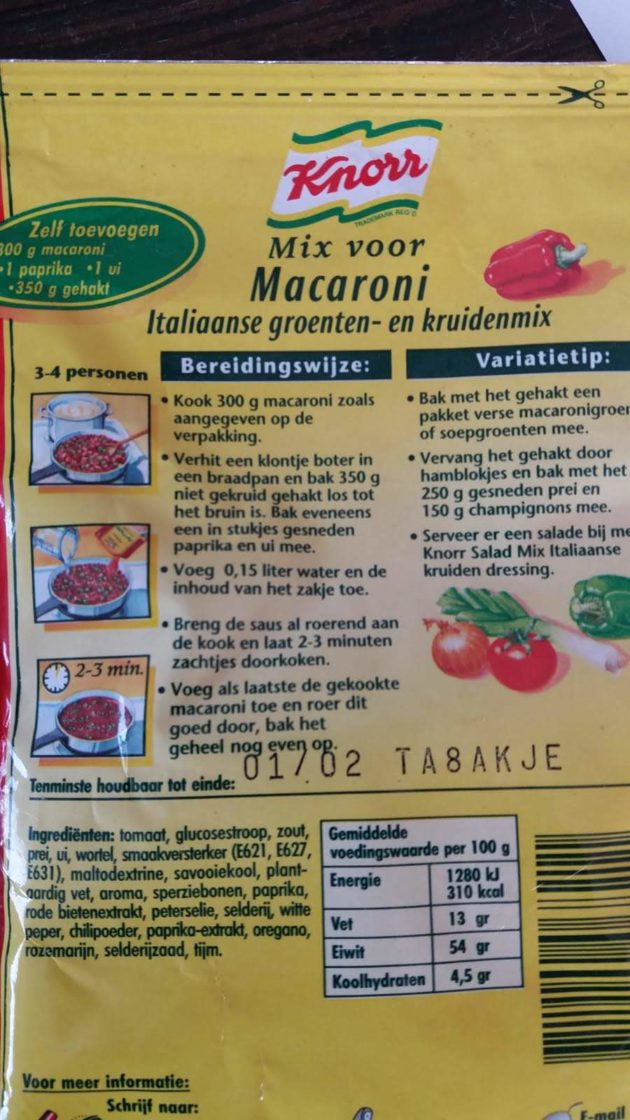 Knorr
TRADEMARK REG'D
Mix voor
Macaroni
Italiaanse groenten- en kruidenmix
Zelf toevoegen
300 g macaroni
•1 paprika •1 ui
•350 g gehakt
3-4 personen
Bereidingswijze:
• Kook 300 g macaroni zoals
aangegeven op de
verpakking.
• Verhit een klontje boter in
een braadpan en bak 350 g
niet gekruid gehakt los tot
het bruin is. Bak eveneens
een in stukjes gesneden
paprika en ui mee.
• Voeg 0,15 liter water en de
inhoud van het zakje toe.
• Breng de saus al roerend aan
de kook en laat 2-3 minuten
zachtjes doorkoken.
• Voeg als laatste de gekookte
macaroni toe en roer dit
goed door, bak het
geheel nog even op.
2-3 min.
Variatietip:
• Bak met het gehakt een
pakket verse macaronigroen
of soepgroenten mee.
• Vervang het gehakt door
hamblokjes en bak met het
250 g gesneden prei en
150 g champignons mee.
• Serveer er een salade bij me
Knorr Salad Mix Italiaanse
kruiden dressing.
Tenminste houdbaar tot einde: 01/02 TA8AKJE
Ingrediënten: tomaat, glucosestroop, zout,
prei, ui, wortel, smaakversterker (E621, E627,
E631), maltodextrine, savooiekool, plant-
aardig vet, aroma, sperziebonen, paprika,
rode bietenextrakt, peterselie, selderij, witte
peper, chilipoeder, paprika-extrakt, oregano,
rozemarijn, selderijzaad, tijm.
Gemiddelde
voedingswaarde per 100 g
Energie 1280 kJ
310 kcal
Vet 13 gr
Eiwit 54 gr
Koolhydraten 4,5 gr
Voor meer informatie:
Schrijf naar:
E-mail